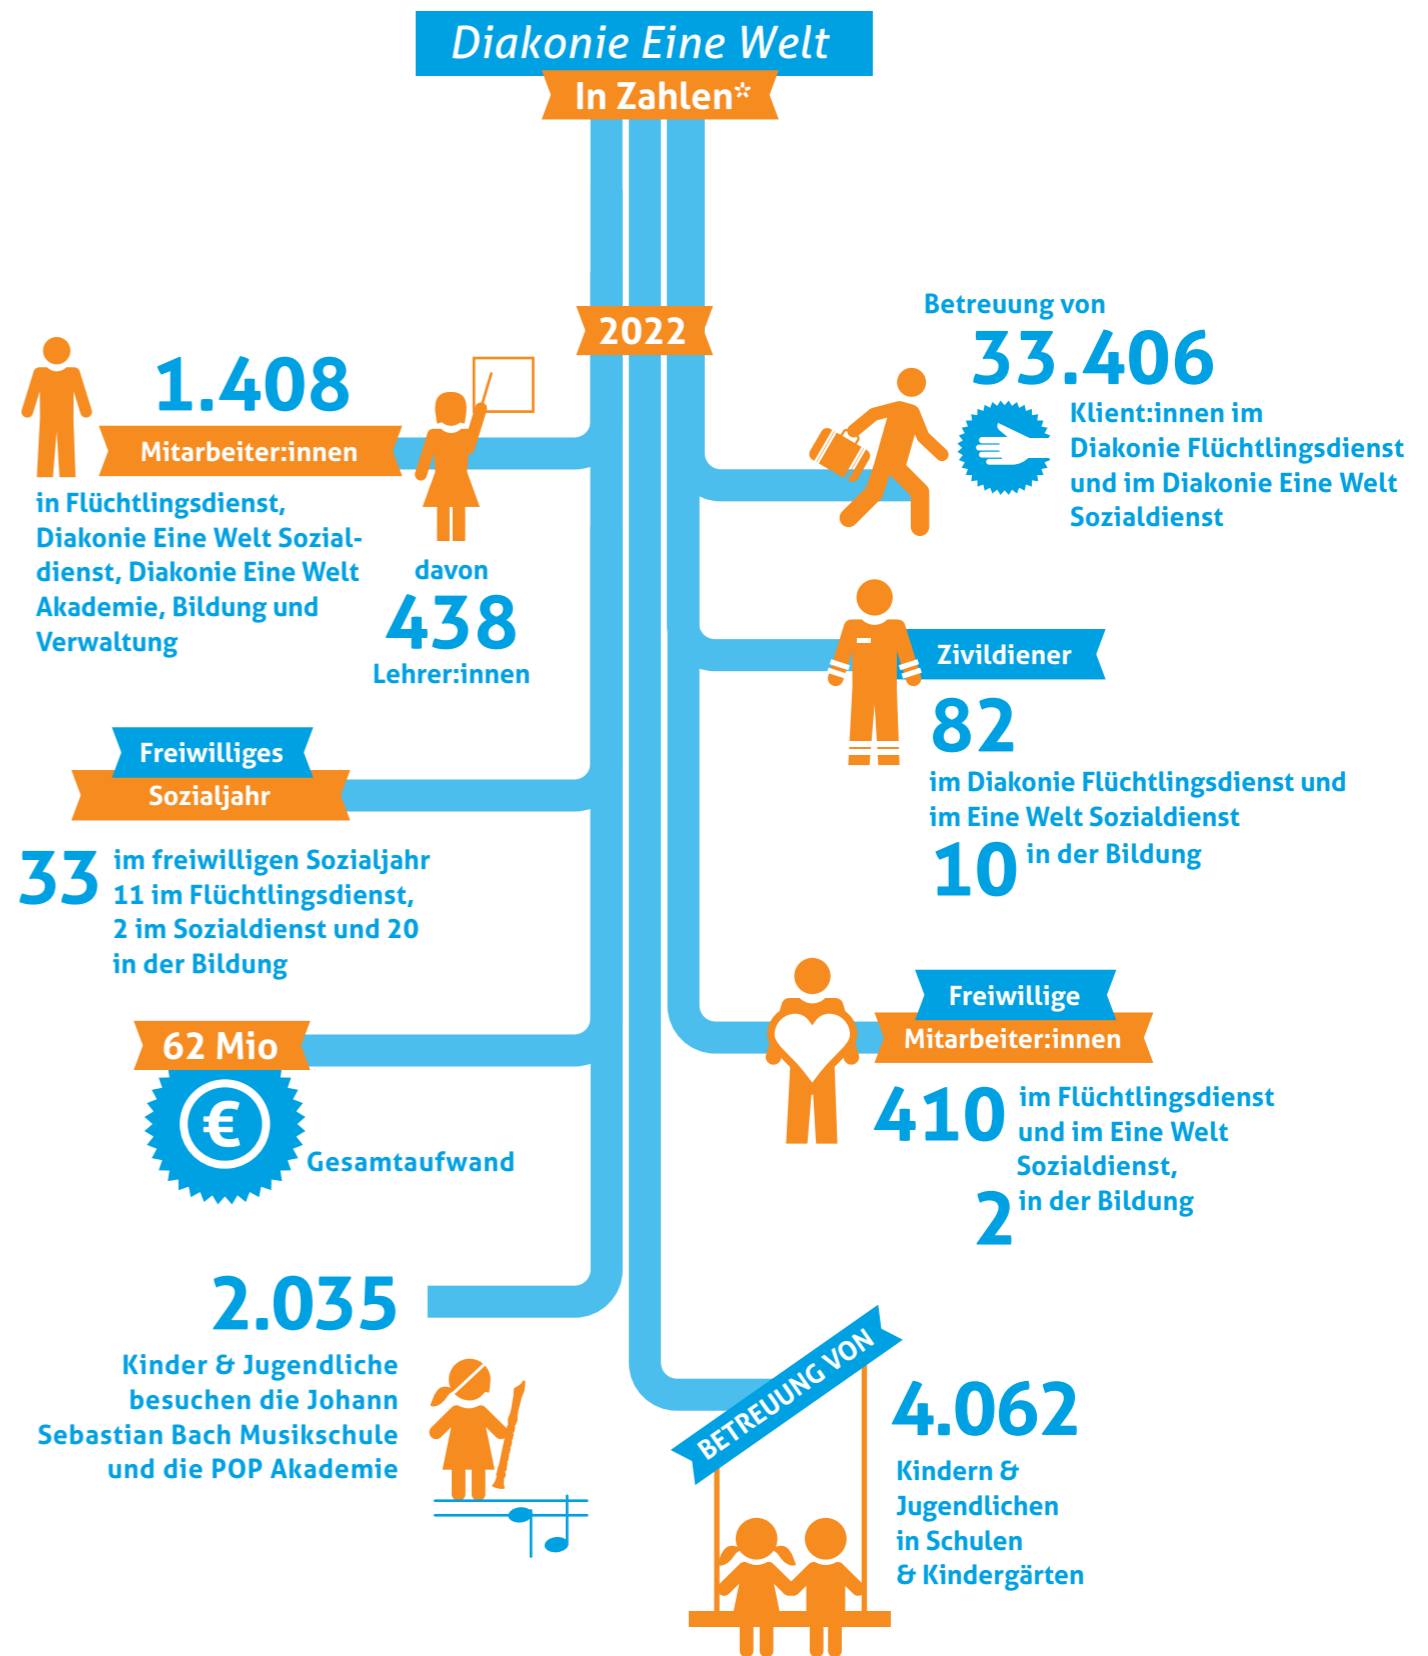 Diakonie Eine Welt
In Zahlen*
2022
1.408
Mitarbeiter:innen
in Flüchtlingsdienst,
Diakonie Eine Welt Sozial-
dienst, Diakonie Eine Welt
Akademie, Bildung und
Verwaltung
davon
438
Lehrer:innen
Freiwilliges
Sozialjahr
33
im freiwilligen Sozialjahr
11 im Flüchtlingsdienst,
2 im Sozialdienst und 20
in der Bildung
62 Mio
€
Gesamtaufwand
2.035
Kinder & Jugendliche
besuchen die Johann
Sebastian Bach Musikschule
und die POP Akademie
Betreuung von
33.406
Klient:innen im
Diakonie Flüchtlingsdienst
und im Diakonie Eine Welt
Sozialdienst
Zivildiener
82
im Diakonie Flüchtlingsdienst und
im Eine Welt Sozialdienst
10 in der Bildung
Freiwillige
Mitarbeiter:innen
410
im Flüchtlingsdienst
und im Eine Welt
Sozialdienst,
2 in der Bildung
BETREUUNG VON
4.062
Kindern &
Jugendlichen
in Schulen
& Kindergärten